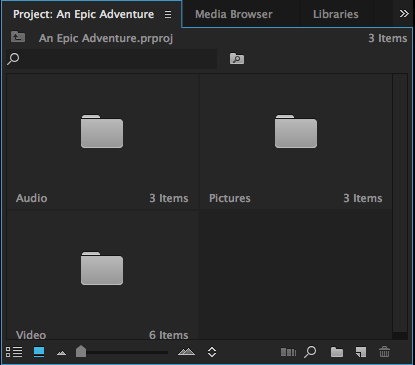 Project: An Epic Adventure Media Browser Libraries
An Epic Adventure.prproj 3 Items
Audio 3 Items Pictures 3 Items
Video 6 Items